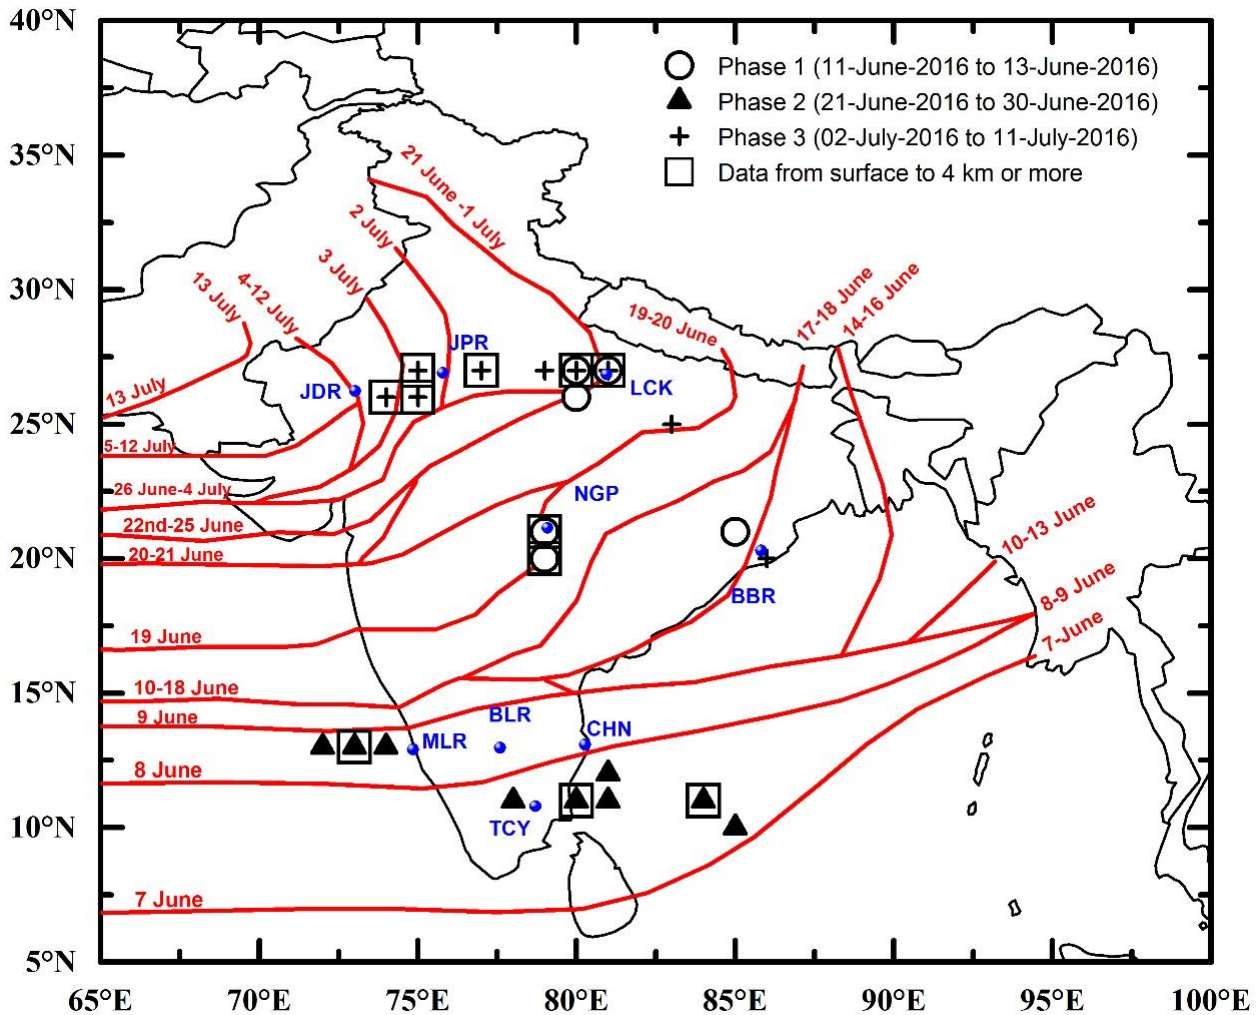 40°N
35°N
30°N
25°N
20°N
15°N
10°N
5°N
65°E
70°E
75°E
80°E
85°E
90°E
95°E
100°E
Phase 1 (11-June-2016 to 13-June-2016)
Phase 2 (21-June-2016 to 30-June-2016)
Phase 3 (02-July-2016 to 11-July-2016)
Data from surface to 4 km or more
21 June -1 July
2 July
3 July
4-12 July
13 July
19-20 June
17-18 June
14-16 June
13 July
5-12 July
26 June-4 July
22nd-25 June
20-21 June
19 June
10-18 June
9 June
8 June
7 June
10-13 June
8-9 June
7-June
JPR
JDR
LCK
NGP
BBR
BLR
CHN
MLR
TCY